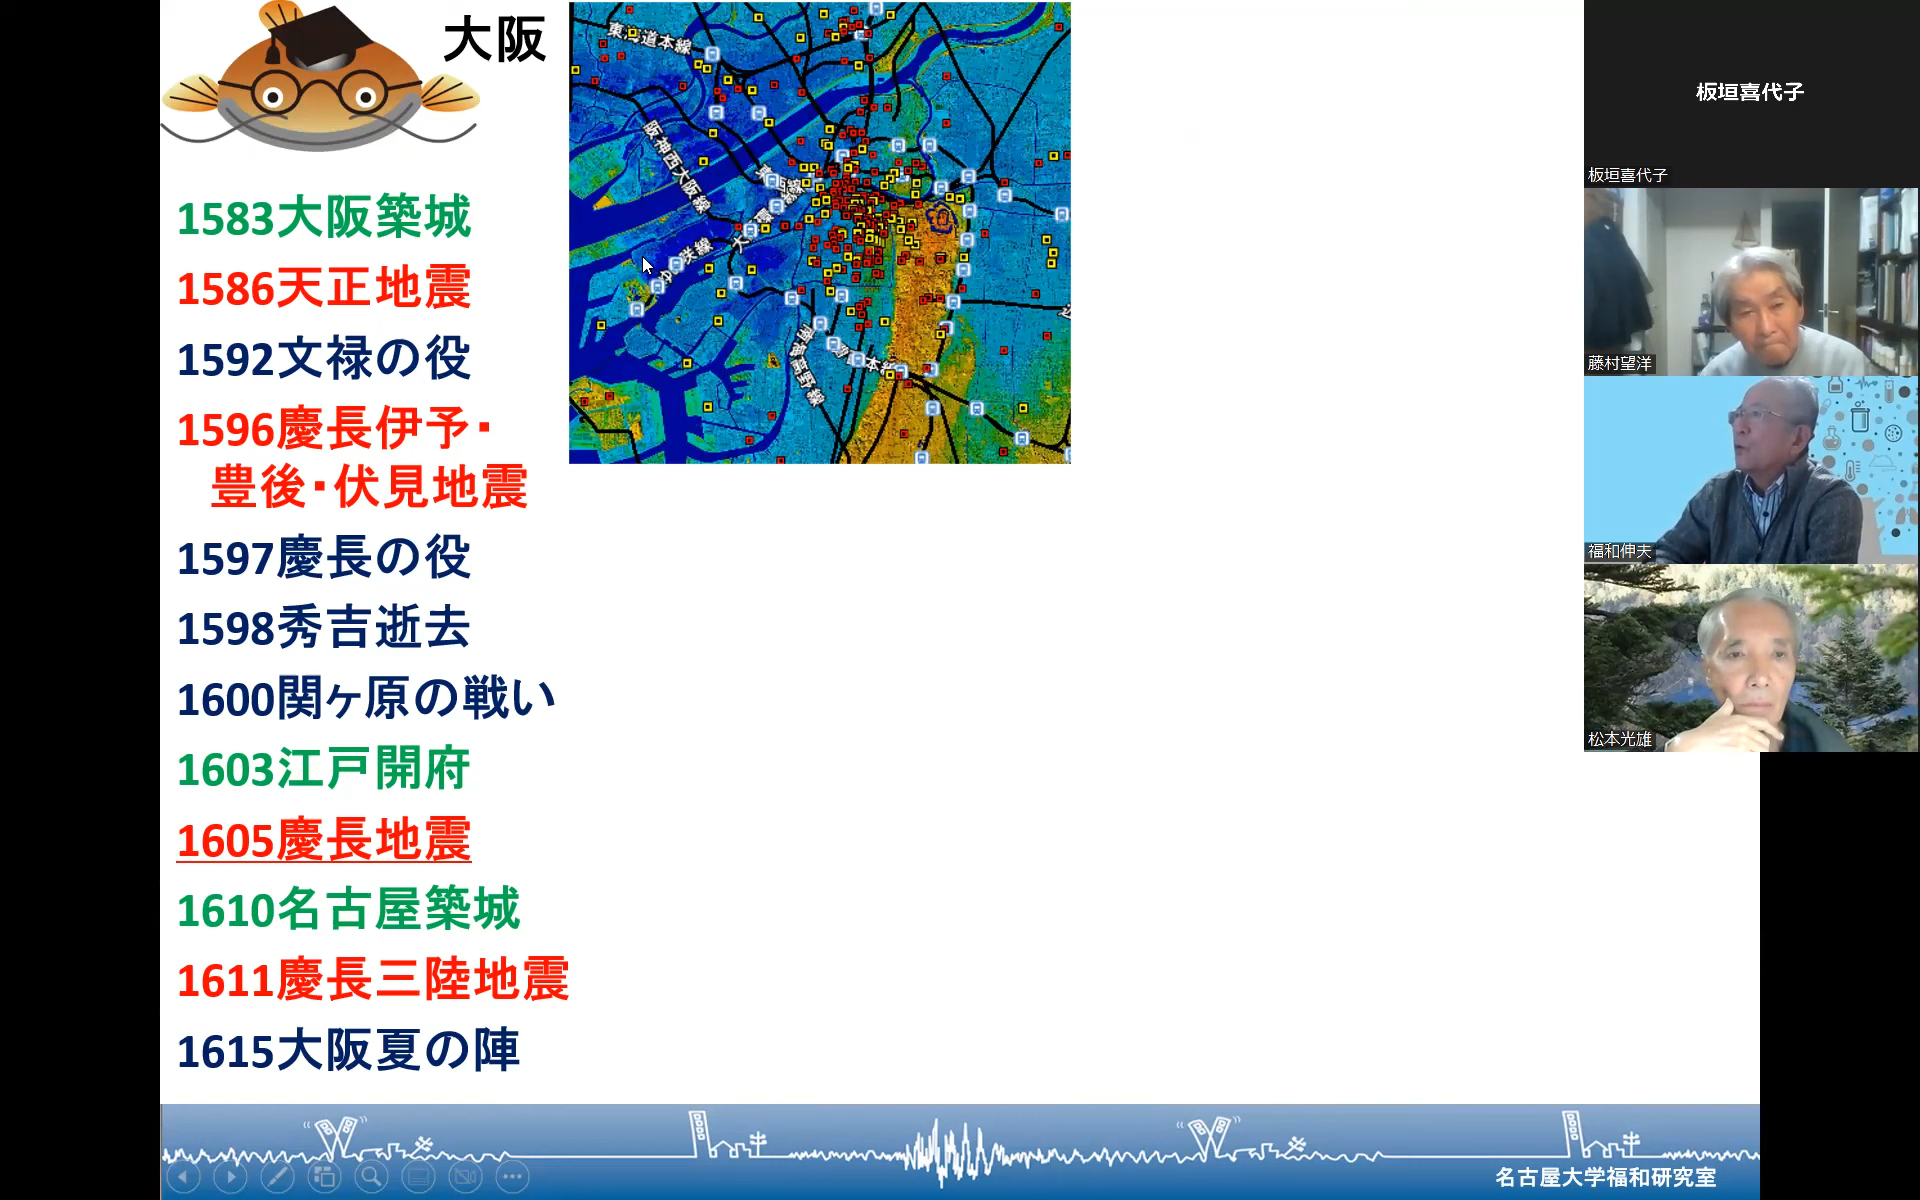 大阪
1583大阪築城
1586天正地震
1592文禄の役
1596慶長伊予・
豊後・伏見地震
1597慶長の役
1598秀吉逝去
1600関ヶ原の戦い
1603江戸開府
1605慶長地震
1610名古屋築城
1611慶長三陸地震
1615大阪夏の陣
東海道本線
阪神西大阪線
南海高野線
名古屋大学福和研究室
板垣喜代子
板垣喜代子
藤村望洋
福和伸夫
松本光雄